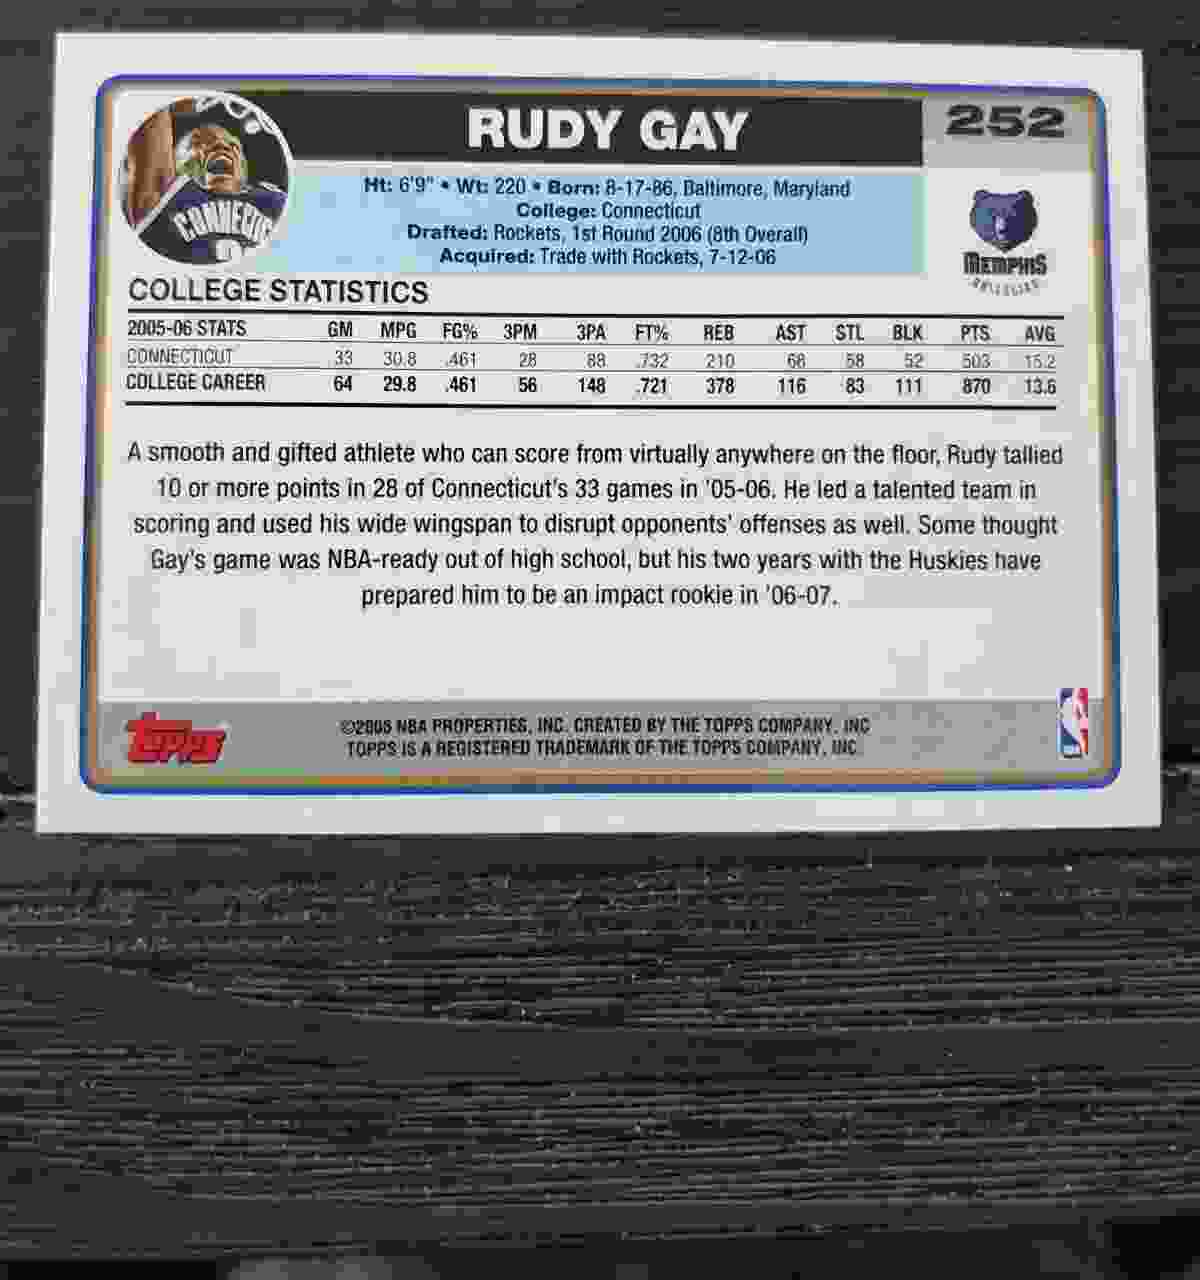 RUDY GAY
252
Ht: 6'9" • Wt: 220 • Born: 8-17-86, Baltimore, Maryland
College: Connecticut
Drafted: Rockets, 1st Round 2006 (8th Overall)
Acquired: Trade with Rockets, 7-12-06
MEMPHIS
GRIZZLIES
COLLEGE STATISTICS
2005-06 STATS GM MPG FG% 3PM 3PA FT% REB AST STL BLK PTS AVG
CONNECTICUT 33 30.8 .461 28 88 .732 210 68 58 52 503 15.2
COLLEGE CAREER 64 29.8 .461 56 148 .721 378 116 83 111 870 13.6
A smooth and gifted athlete who can score from virtually anywhere on the floor, Rudy tallied
10 or more points in 28 of Connecticut's 33 games in '05-06. He led a talented team in
scoring and used his wide wingspan to disrupt opponents' offenses as well. Some thought
Gay's game was NBA-ready out of high school, but his two years with the Huskies have
prepared him to be an impact rookie in '06-07.
TOPPS
©2006 NBA PROPERTIES, INC. CREATED BY THE TOPPS COMPANY, INC
TOPPS IS A REGISTERED TRADEMARK OF THE TOPPS COMPANY, INC.